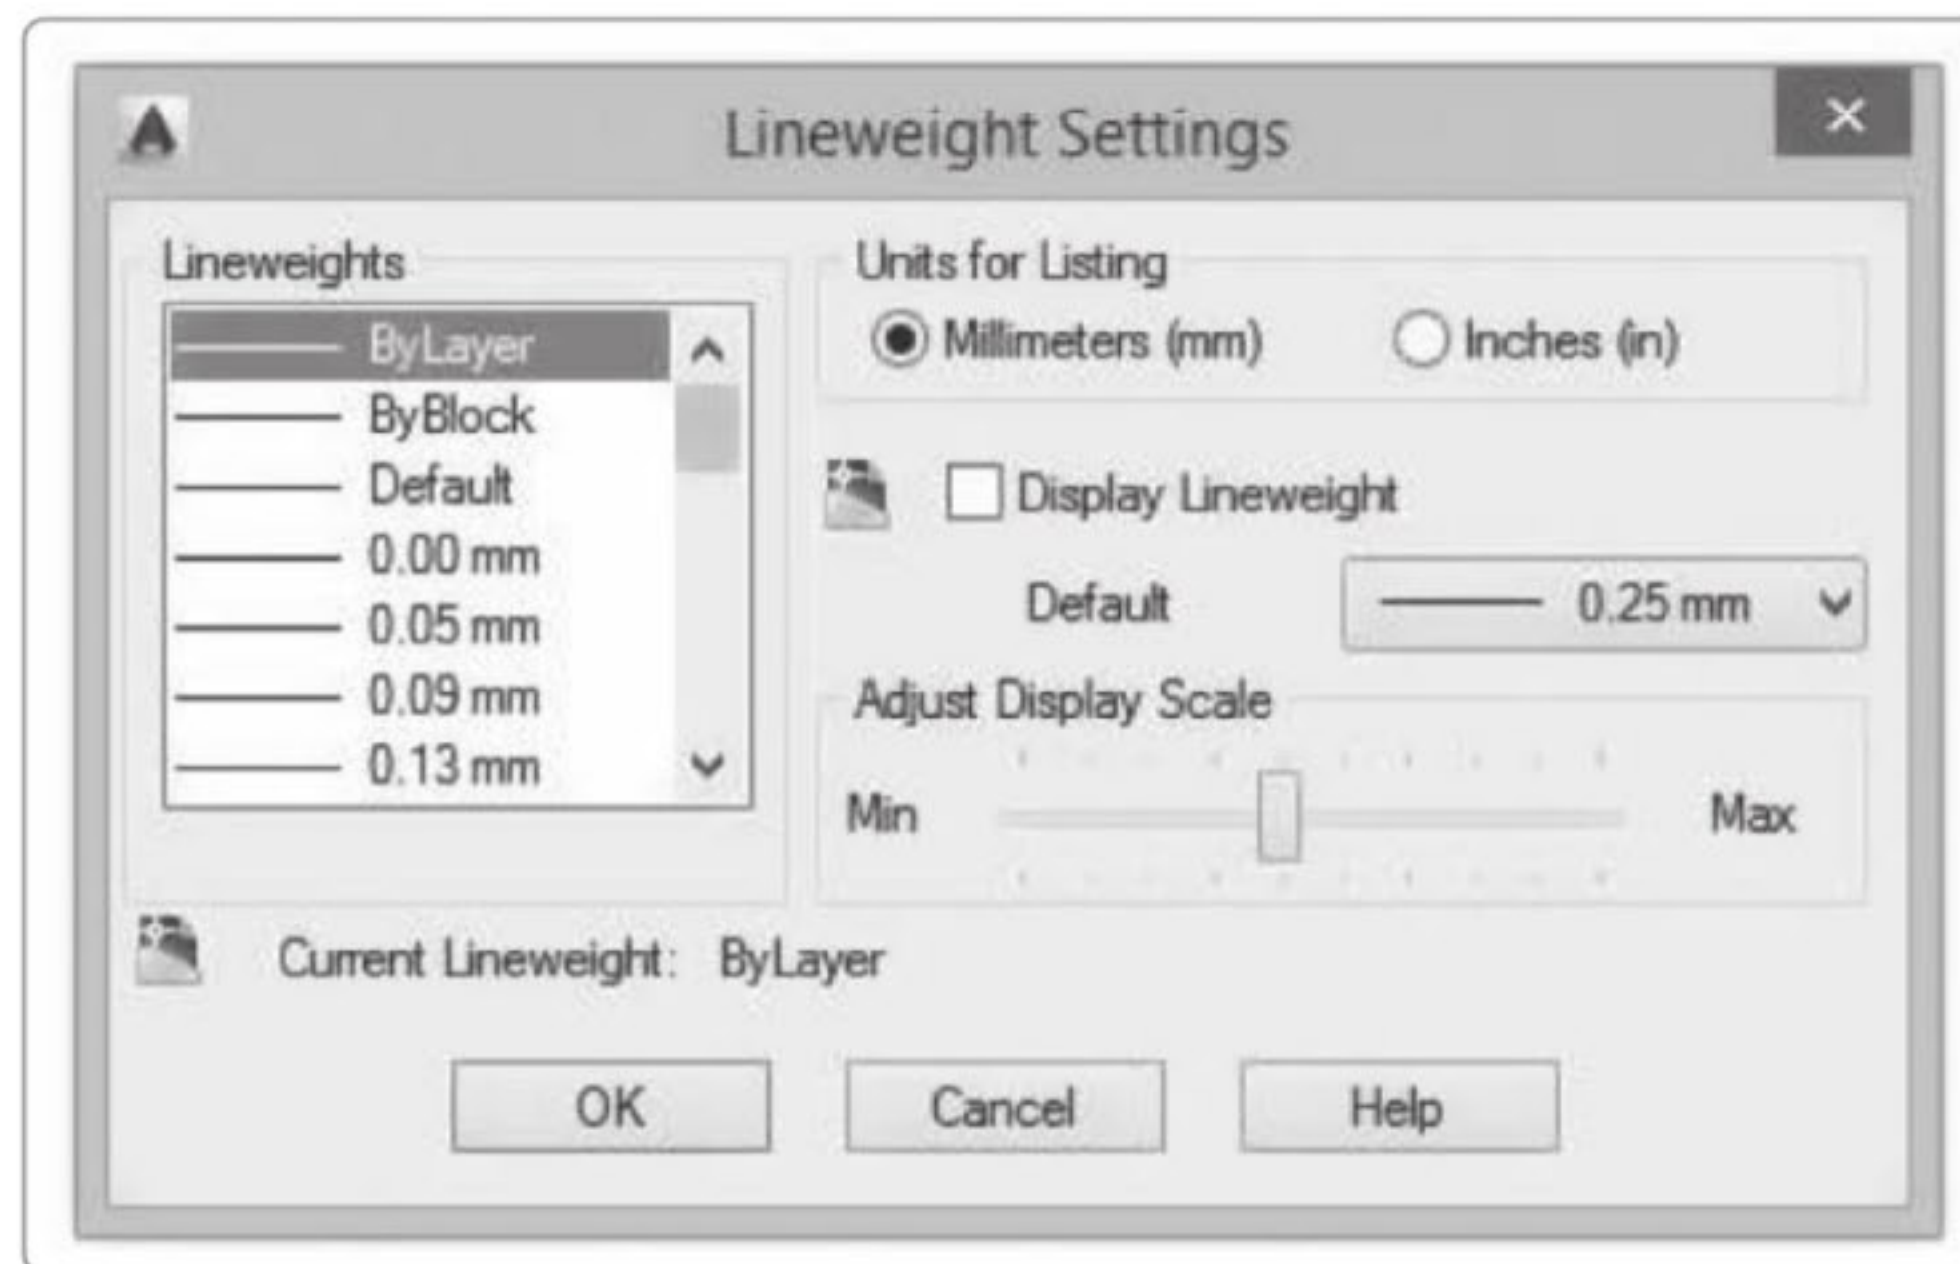 Lineweight Settings
Lineweights
ByLayer
ByBlock
Default
0.00 mm
0.05 mm
0.09 mm
0.13 mm
Units for Listing
Millimeters (mm) Inches (in)
Display Lineweight
Default 0.25 mm
Adjust Display Scale
Min Max
Current Lineweight: ByLayer
OK Cancel Help